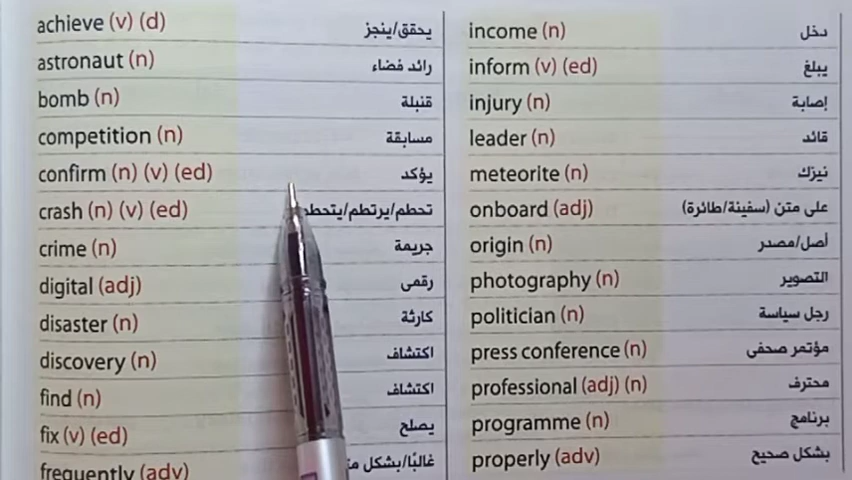 achieve (v) (d) يحقق/ينجز
astronaut (n) رائد فضاء
bomb (n) قنبلة
competition (n) مسابقة
confirm (n) (v) (ed) يؤكد
crash (n) (v) (ed) تحطم/يرتطم/يتحطم
crime (n) جريمة
digital (adj) رقمى
disaster (n) كارثة
discovery (n) اكتشاف
find (n) اكتشاف
fix (v) (ed) يصلح
frequently (adv) غالبًا/بشكل
income (n) دخل
inform (v) (ed) يبلغ
injury (n) إصابة
leader (n) قائد
meteorite (n) نيزك
onboard (adj) على متن (سفينة/طائرة)
origin (n) أصل/مصدر
photography (n) التصوير
politician (n) رجل سياسة
press conference (n) مؤتمر صحفى
professional (adj) (n) محترف
programme (n) برنامج
properly (adv) بشكل صحيح